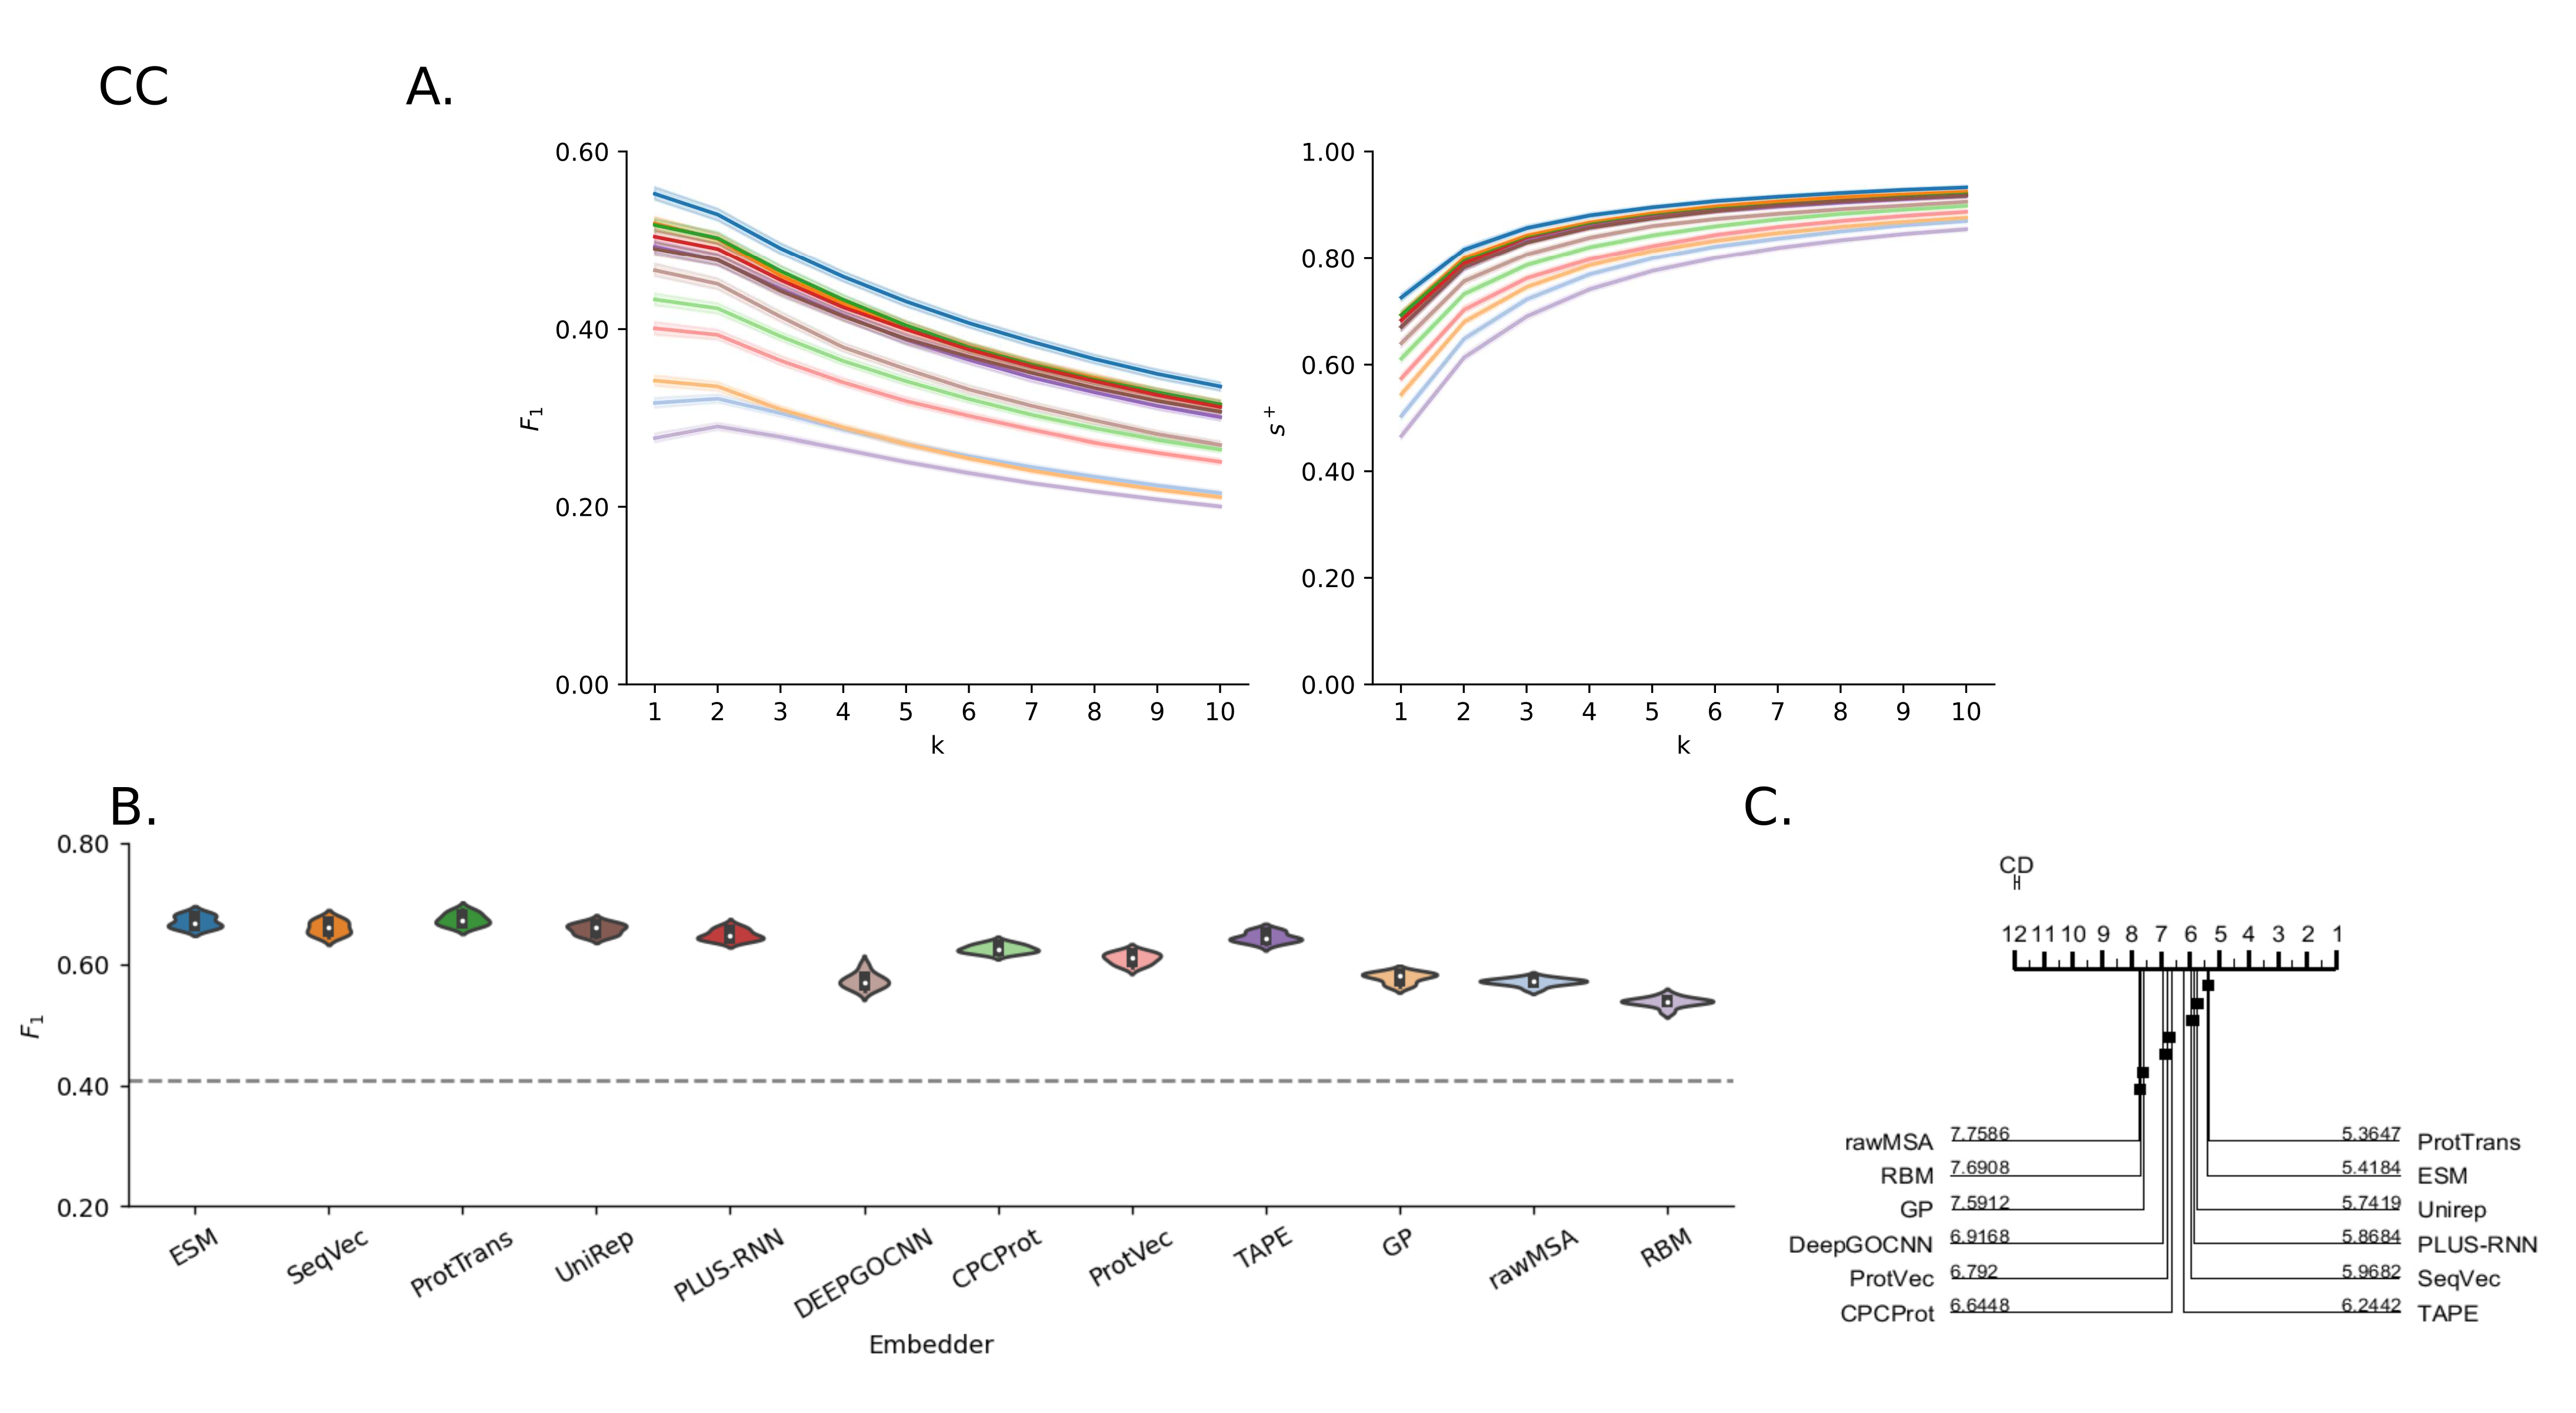 CC
A.
0.60
0.40
0.20
0.00
F1
1 2 3 4 5 6 7 8 9 10
k
1.00
0.80
0.60
0.40
0.20
0.00
s+
1 2 3 4 5 6 7 8 9 10
k
B.
0.80
0.60
0.40
0.20
F1
ESM SeqVec ProtTrans UniRep PLUS-RNN DEEPGOCNN CPCProt ProtVec TAPE GP rawMSA RBM
Embedder
C.
CD
12 11 10 9 8 7 6 5 4 3 2 1
rawMSA 7.7586 5.3647 ProtTrans
RBM 7.6908 5.4184 ESM
GP 7.5912 5.7419 Unirep
DeepGOCNN 6.9168 5.8684 PLUS-RNN
ProtVec 6.792 5.9682 SeqVec
CPCProt 6.6448 6.2442 TAPE